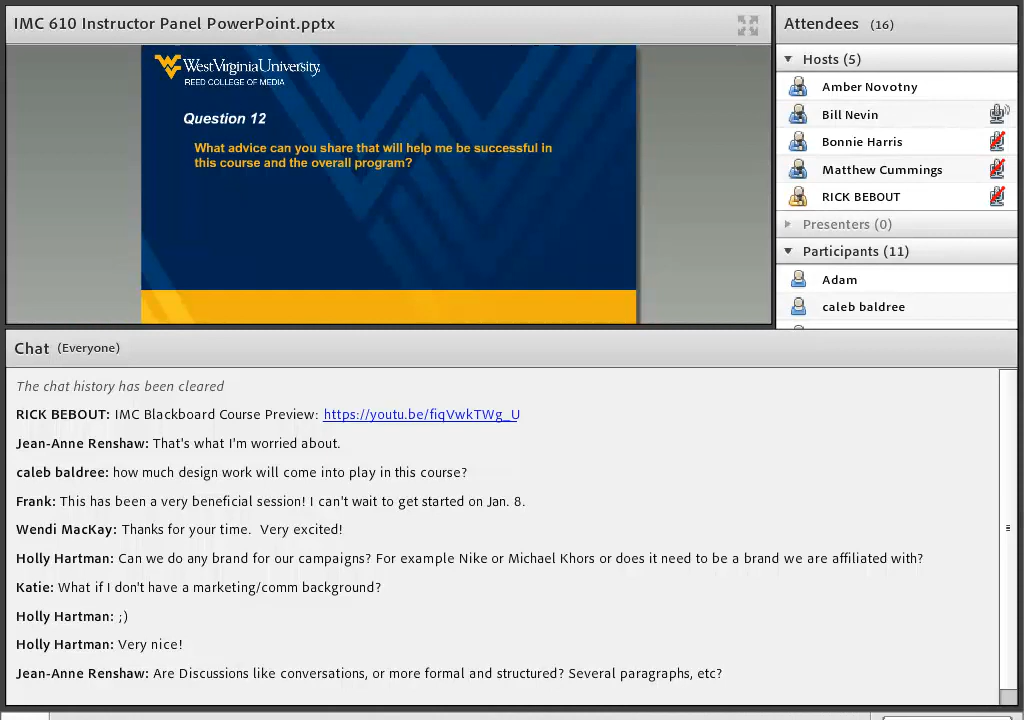 IMC 610 Instructor Panel PowerPoint.pptx
WestVirginiaUniversity.
REED COLLEGE OF MEDIA
Question 12
What advice can you share that will help me be successful in
this course and the overall program?
Attendees (16)
Hosts (5)
Amber Novotny
Bill Nevin
Bonnie Harris
Matthew Cummings
RICK BEBOUT
Presenters (0)
Participants (11)
Adam
caleb baldree
Chat (Everyone)
The chat history has been cleared
RICK BEBOUT: IMC Blackboard Course Preview: https://youtu.be/fiqVwkTWg_U
Jean-Anne Renshaw: That's what I'm worried about.
caleb baldree: how much design work will come into play in this course?
Frank: This has been a very beneficial session! I can't wait to get started on Jan. 8.
Wendi MacKay: Thanks for your time. Very excited!
Holly Hartman: Can we do any brand for our campaigns? For example Nike or Michael Khors or does it need to be a brand we are affiliated with?
Katie: What if I don't have a marketing/comm background?
Holly Hartman: ;)
Holly Hartman: Very nice!
Jean-Anne Renshaw: Are Discussions like conversations, or more formal and structured? Several paragraphs, etc?